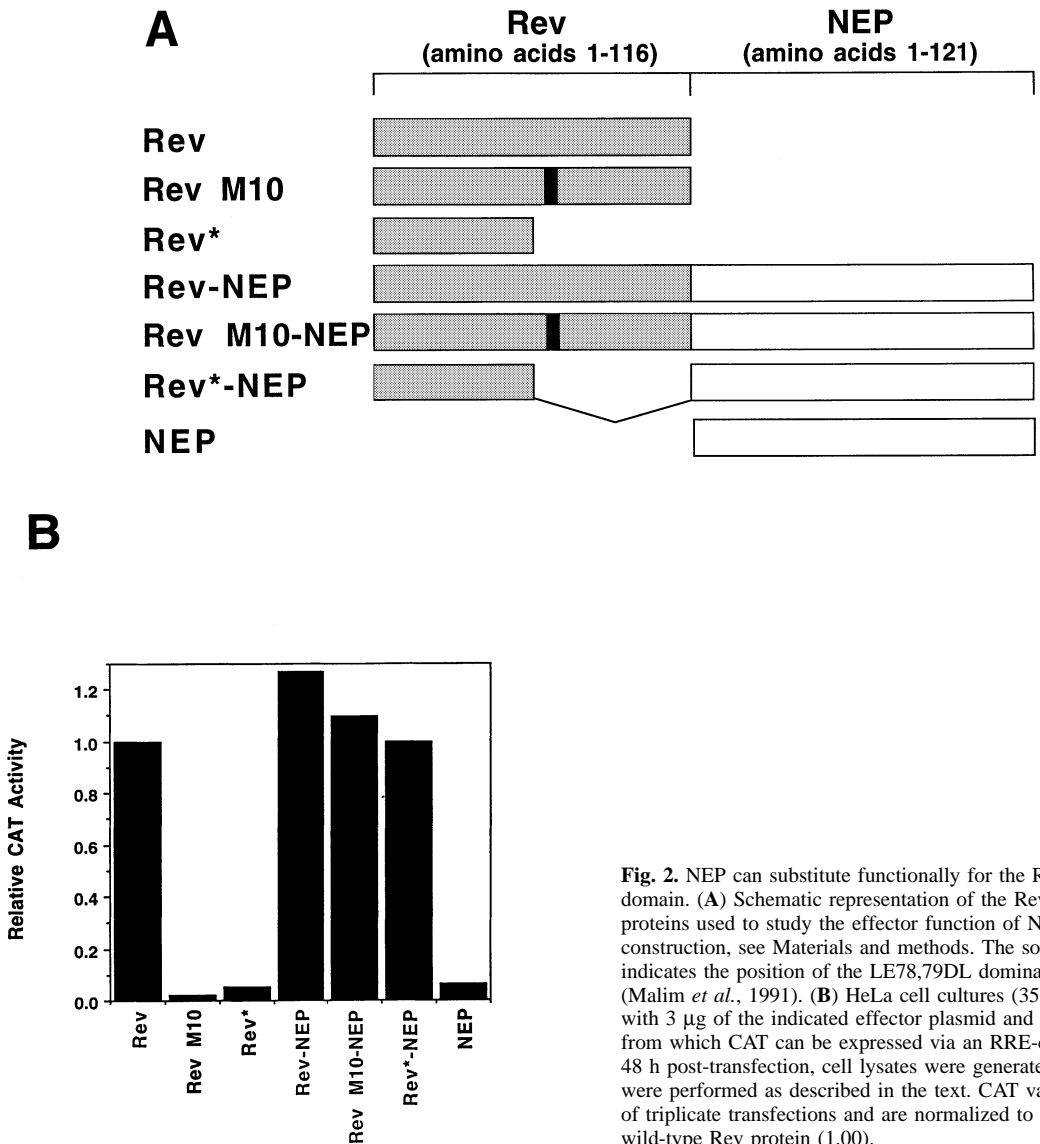 A
Rev NEP
(amino acids 1-116) (amino acids 1-121)
Rev
Rev M10
Rev*
Rev-NEP
Rev M10-NEP
Rev*-NEP
NEP
B
Relative CAT Activity
1.2
1.0
0.8
0.6
0.4
0.2
0.0
Rev
Rev M10
Rev*
Rev-NEP
Rev M10-NEP
Rev*-NEP
NEP
Fig. 2. NEP can substitute functionally for the
domain. (A) Schematic representation of the Rev
proteins used to study the effector function of
construction, see Materials and methods. The
indicates the position of the LE78,79DL
(Malim et al., 1991). (B) HeLa cell cultures (35
with 3 μg of the indicated effector plasmid and
from which CAT can be expressed via an
48 h post-transfection, cell lysates were
were performed as described in the text. CAT
of triplicate transfections and are normalized to
wild-type Rev protein (1.00).